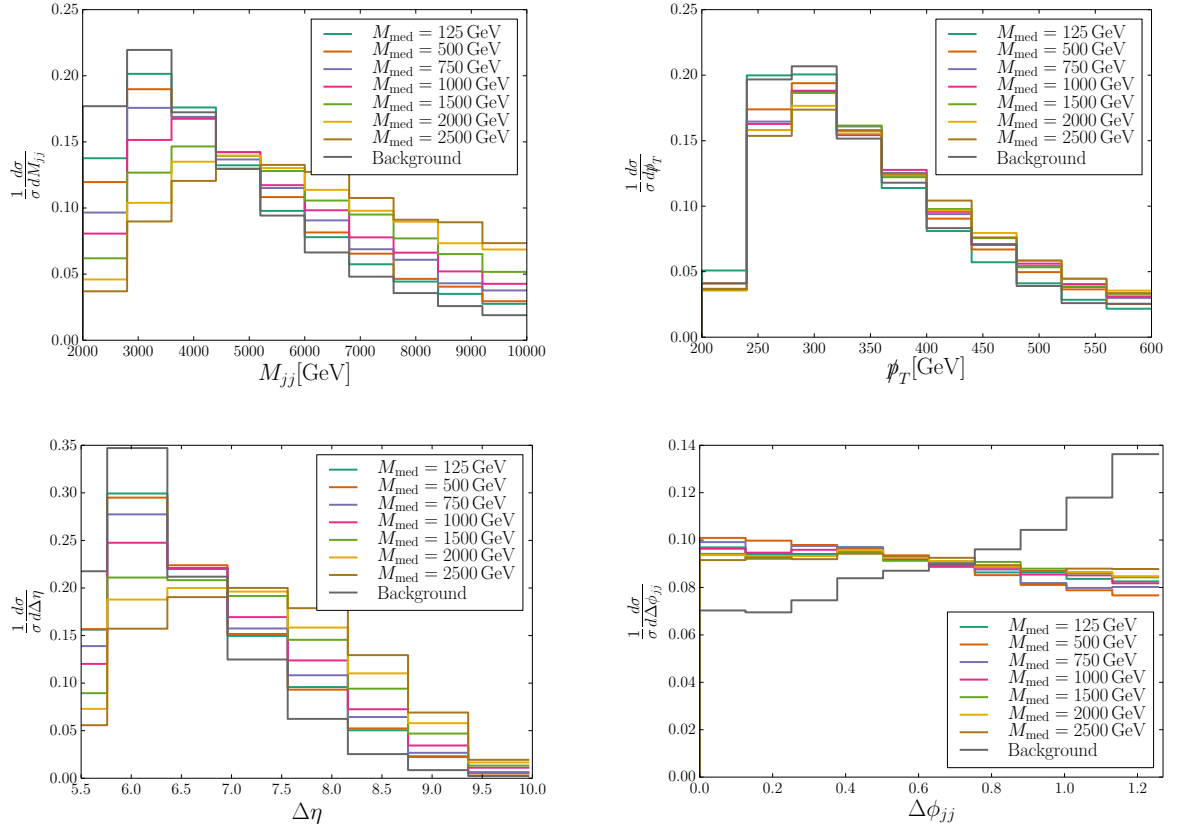 0.25
0.20
0.15
0.10
0.05
0.00
1/σ dσ/dM_jj
M_med = 125 GeV
M_med = 500 GeV
M_med = 750 GeV
M_med = 1000 GeV
M_med = 1500 GeV
M_med = 2000 GeV
M_med = 2500 GeV
Background
2000 3000 4000 5000 6000 7000 8000 9000 10000
M_jj [GeV]
0.25
0.20
0.15
0.10
0.05
0.00
1/σ dσ/dp̸_T
M_med = 125 GeV
M_med = 500 GeV
M_med = 750 GeV
M_med = 1000 GeV
M_med = 1500 GeV
M_med = 2000 GeV
M_med = 2500 GeV
Background
200 250 300 350 400 450 500 550 600
p̸_T [GeV]
0.35
0.30
0.25
0.20
0.15
0.10
0.05
0.00
1/σ dσ/dΔη
M_med = 125 GeV
M_med = 500 GeV
M_med = 750 GeV
M_med = 1000 GeV
M_med = 1500 GeV
M_med = 2000 GeV
M_med = 2500 GeV
Background
5.5 6.0 6.5 7.0 7.5 8.0 8.5 9.0 9.5 10.0
Δη
0.14
0.12
0.10
0.08
0.06
0.04
0.02
0.00
1/σ dσ/dΔϕ_jj
M_med = 125 GeV
M_med = 500 GeV
M_med = 750 GeV
M_med = 1000 GeV
M_med = 1500 GeV
M_med = 2000 GeV
M_med = 2500 GeV
Background
0.0 0.2 0.4 0.6 0.8 1.0 1.2
Δϕ_jj